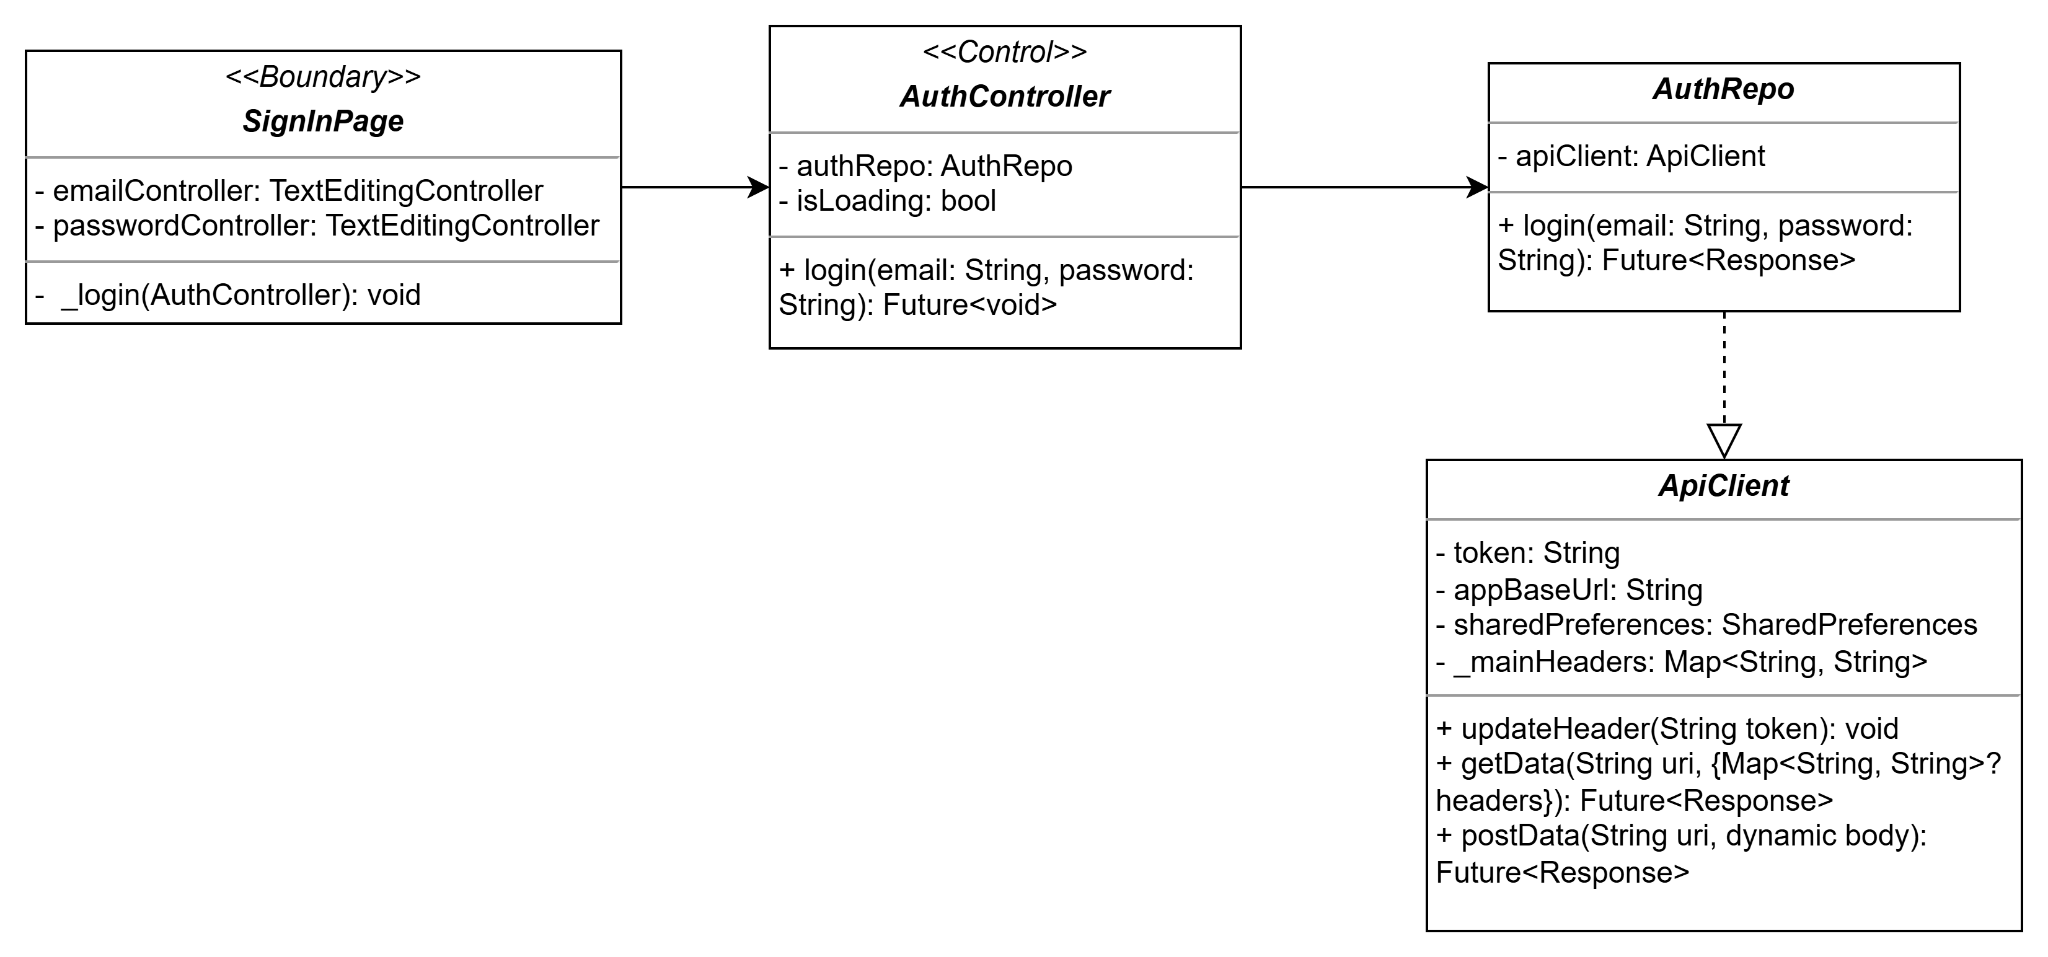 <<Boundary>>
SignInPage
- emailController: TextEditingController
- passwordController: TextEditingController
-  _login(AuthController): void
<<Control>>
AuthController
- authRepo: AuthRepo
- isLoading: bool
+ login(email: String, password:
String): Future<void>
AuthRepo
- apiClient: ApiClient
+ login(email: String, password:
String): Future<Response>
ApiClient
- token: String
- appBaseUrl: String
- sharedPreferences: SharedPreferences
- _mainHeaders: Map<String, String>
+ updateHeader(String token): void
+ getData(String uri, {Map<String, String>?
headers}): Future<Response>
+ postData(String uri, dynamic body):
Future<Response>